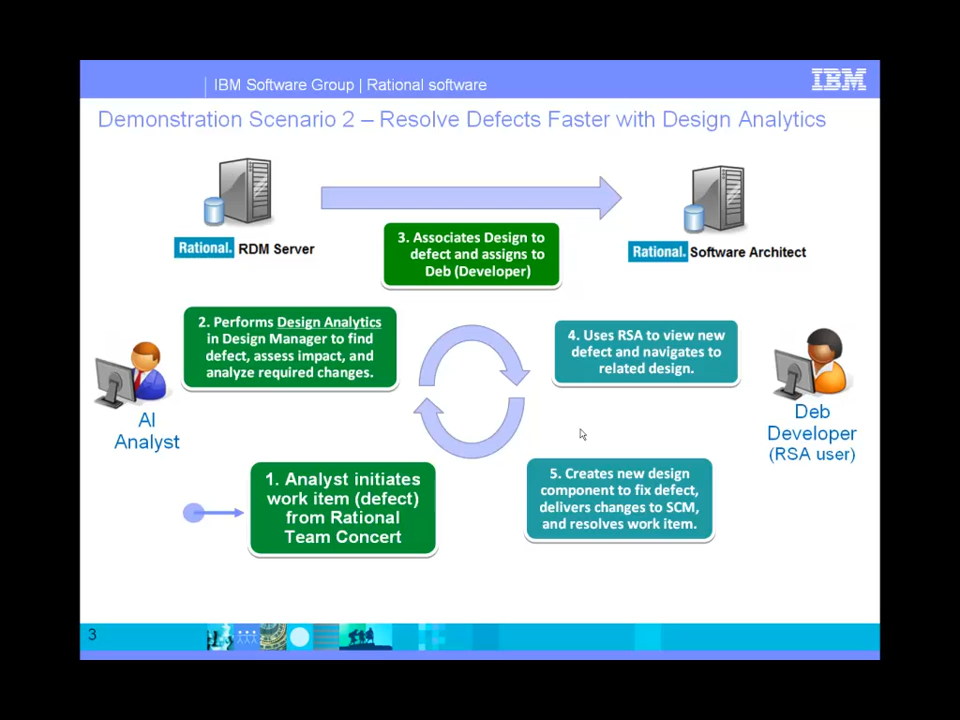 IBM Software Group | Rational software
IBM
Demonstration Scenario 2 – Resolve Defects Faster with Design Analytics
Rational. RDM Server
3. Associates Design to
defect and assigns to
Deb (Developer)
Rational. Software Architect
2. Performs Design Analytics
in Design Manager to find
defect, assess impact, and
analyze required changes.
4. Uses RSA to view new
defect and navigates to
related design.
Al
Analyst
Deb
Developer
(RSA user)
1. Analyst initiates
work item (defect)
from Rational
Team Concert
5. Creates new design
component to fix defect,
delivers changes to SCM,
and resolves work item.
3